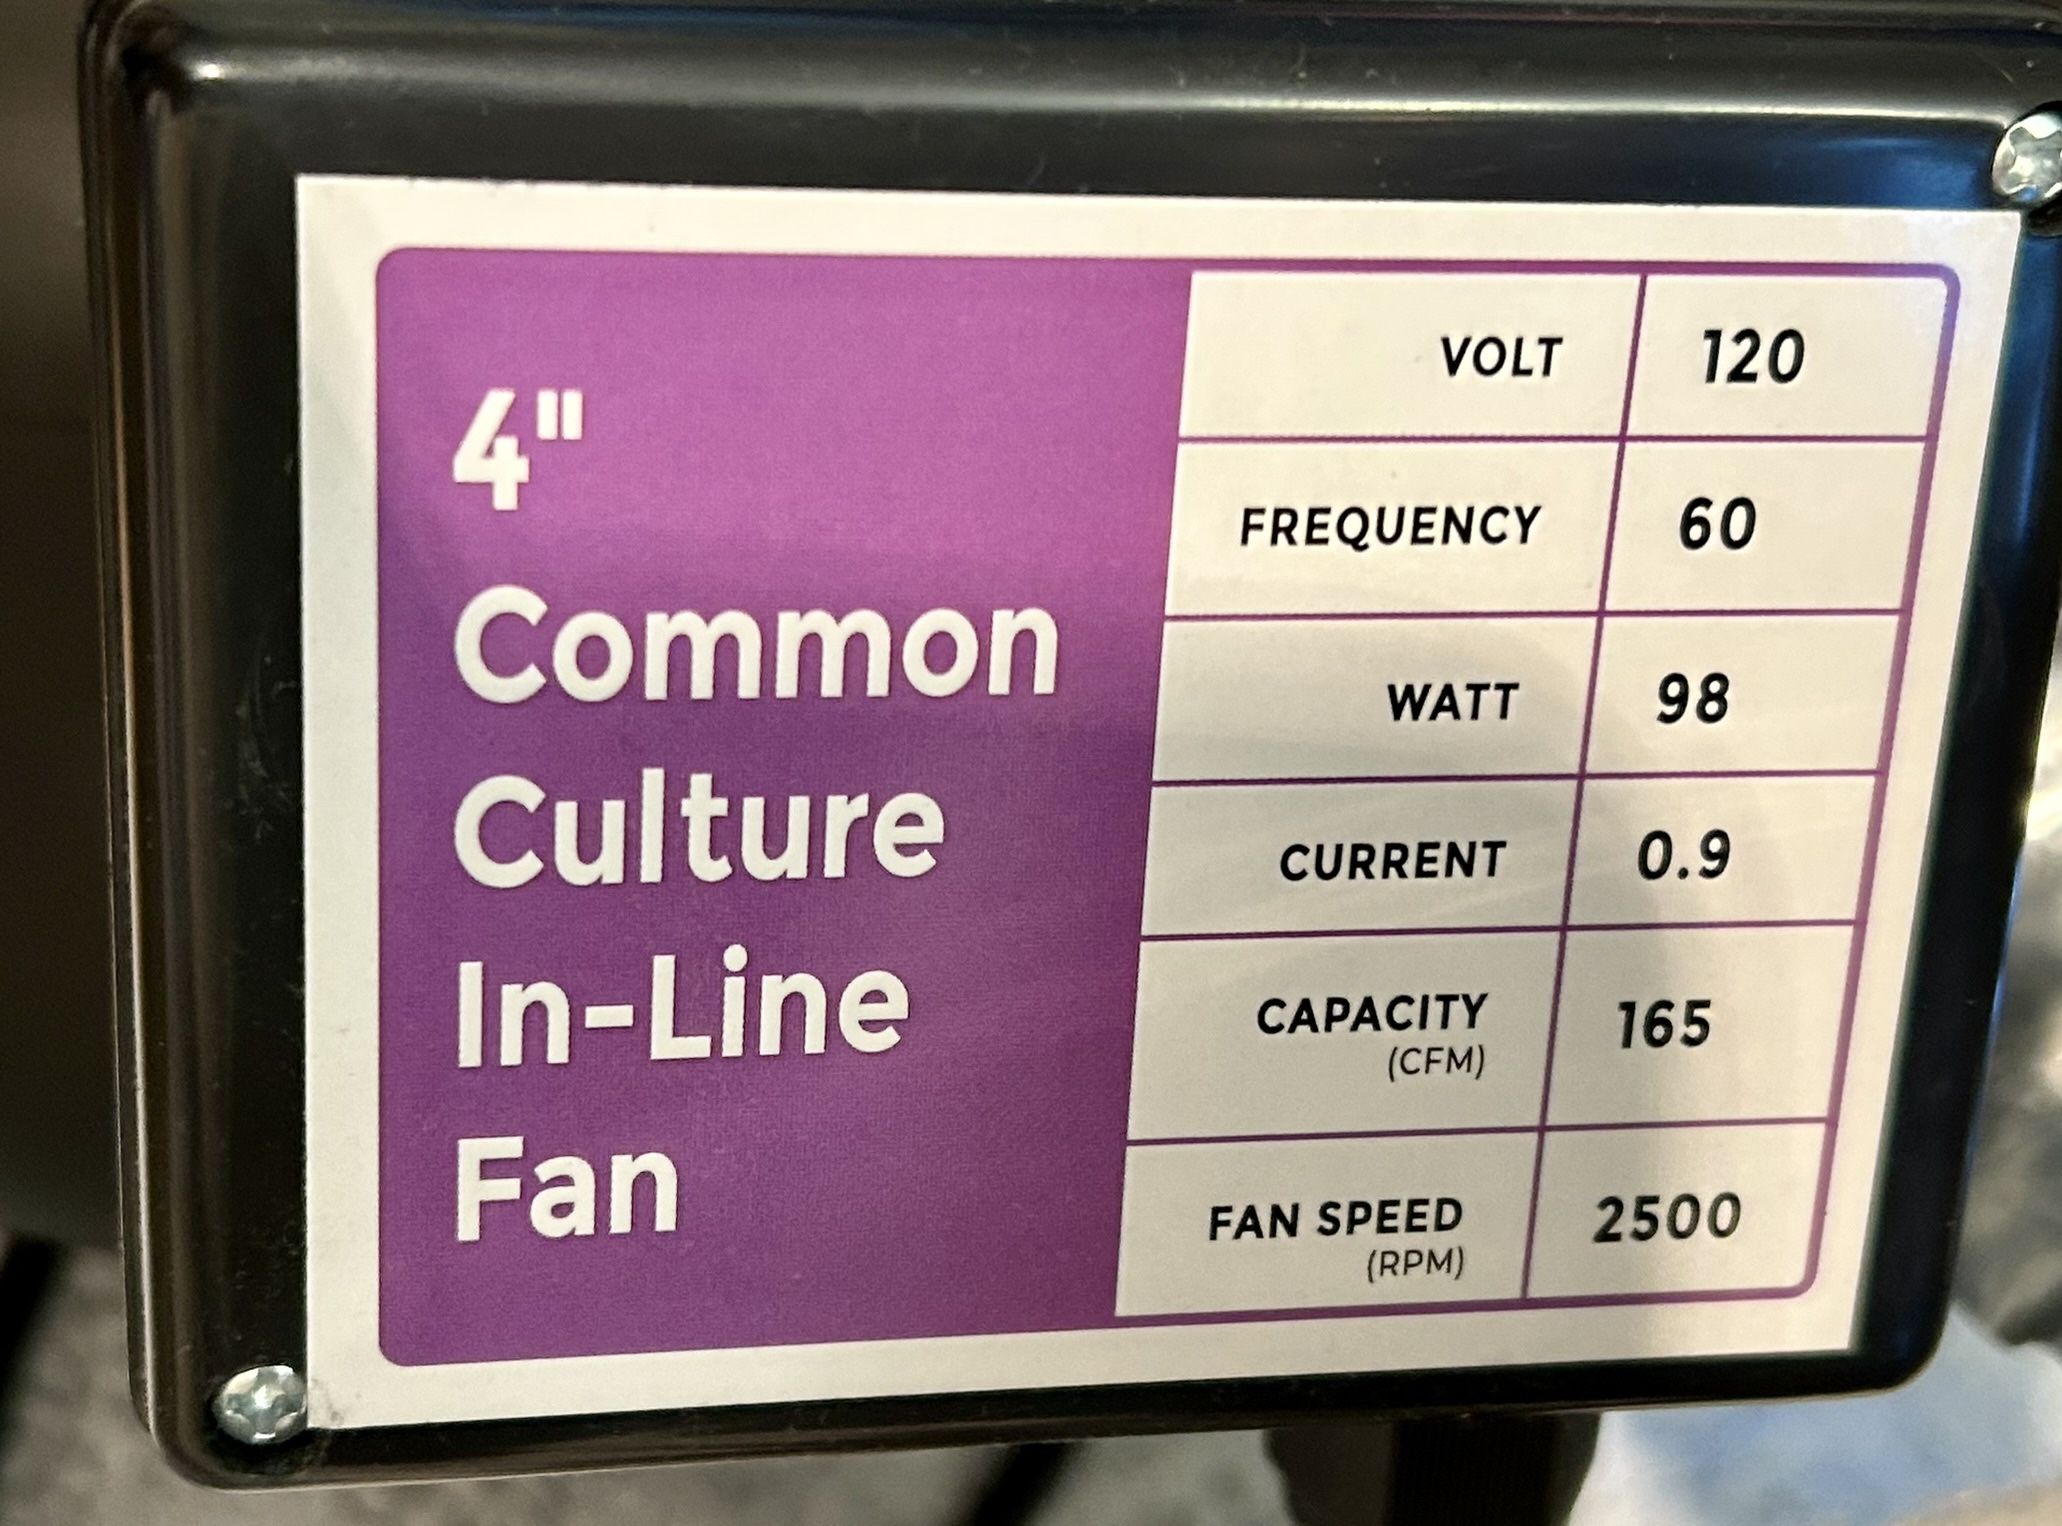 4"
Common
Culture
In-Line
Fan
VOLT 120
FREQUENCY 60
WATT 98
CURRENT 0.9
CAPACITY 165
(CFM)
FAN SPEED 2500
(RPM)